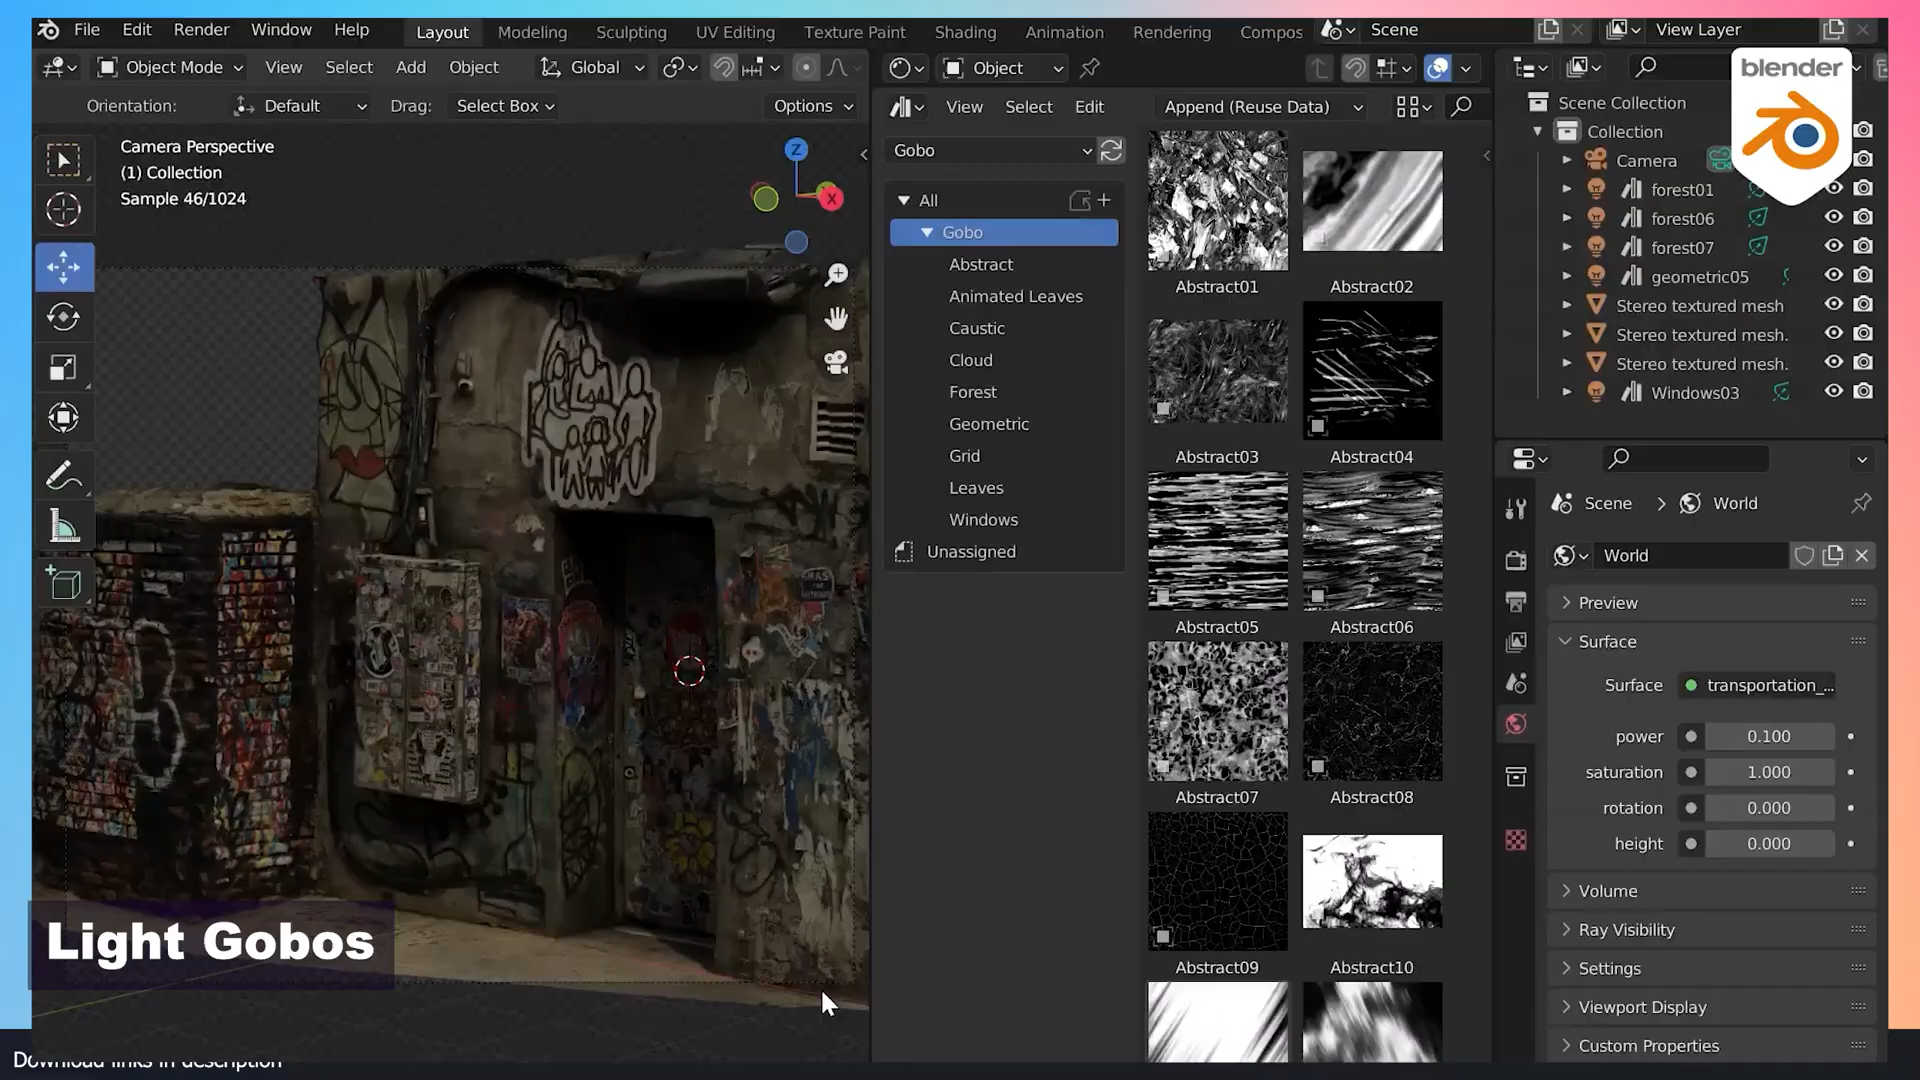 File Edit Render Window Help
Layout Modeling Sculpting UV Editing Texture Paint Shading Animation Rendering Compos
Scene
View Layer
Object Mode View Select Add Object Global
Object
Orientation: Default Drag: Select Box Options
View Select Edit Append (Reuse Data)
blender
Camera Perspective
(1) Collection
Sample 46/1024
Z
X
Gobo
All
Gobo
Abstract
Animated Leaves
Caustic
Cloud
Forest
Geometric
Grid
Leaves
Windows
Unassigned
Abstract01
Abstract02
Abstract03
Abstract04
Abstract05
Abstract06
Abstract07
Abstract08
Abstract09
Abstract10
Scene Collection
Collection
Camera
forest01
forest06
forest07
geometric05
Stereo textured mesh
Stereo textured mesh.
Stereo textured mesh.
Windows03
Scene World
World
Preview
Surface
Surface transportation_...
power 0.100
saturation 1.000
rotation 0.000
height 0.000
Volume
Ray Visibility
Settings
Viewport Display
Custom Properties
Light Gobos
Download links in description